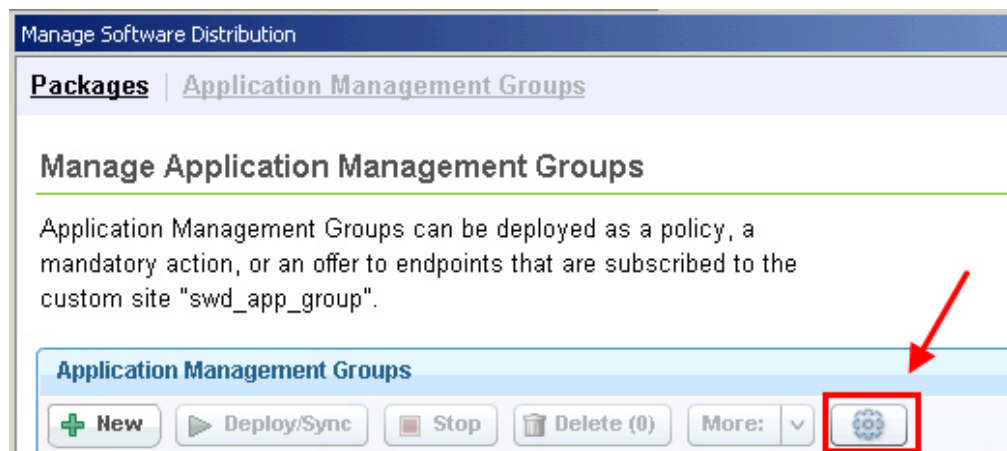 Manage Software Distribution
Packages | Application Management Groups
Manage Application Management Groups
Application Management Groups can be deployed as a policy, a
mandatory action, or an offer to endpoints that are subscribed to the
custom site "swd_app_group".
Application Management Groups
New Deploy/Sync Stop Delete (0) More: